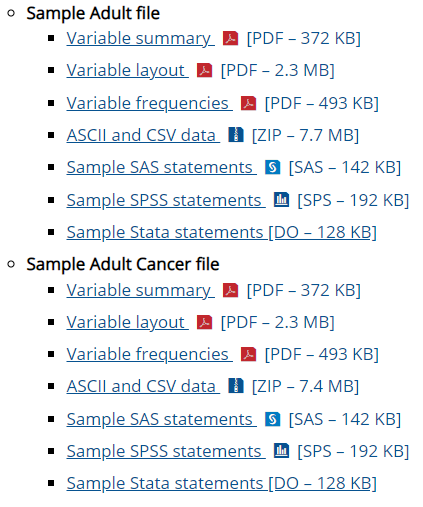 Sample Adult file
Variable summary [PDF – 372 KB]
Variable layout [PDF – 2.3 MB]
Variable frequencies [PDF – 493 KB]
ASCII and CSV data [ZIP – 7.7 MB]
Sample SAS statements [SAS – 142 KB]
Sample SPSS statements [SPS – 192 KB]
Sample Stata statements [DO – 128 KB]
Sample Adult Cancer file
Variable summary [PDF – 372 KB]
Variable layout [PDF – 2.3 MB]
Variable frequencies [PDF – 493 KB]
ASCII and CSV data [ZIP – 7.4 MB]
Sample SAS statements [SAS – 142 KB]
Sample SPSS statements [SPS – 192 KB]
Sample Stata statements [DO – 128 KB]